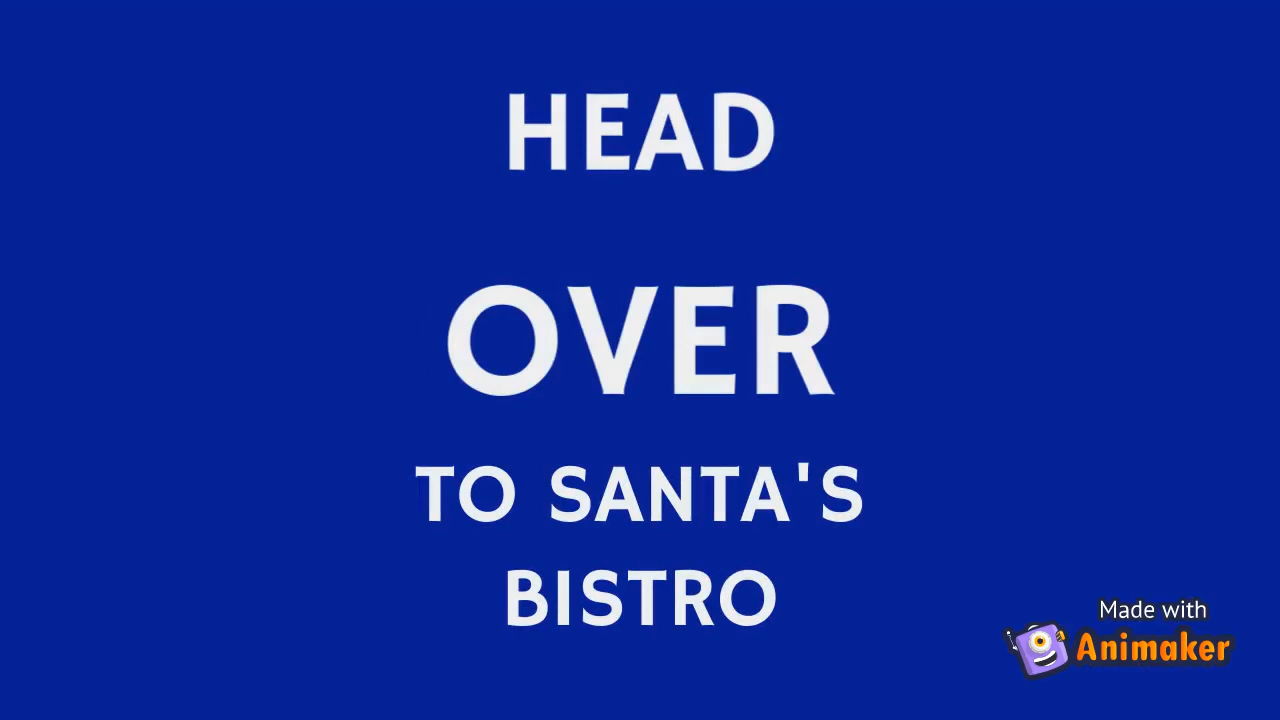 HEAD
OVER
TO SANTA'S
BISTRO
Made with
Animaker